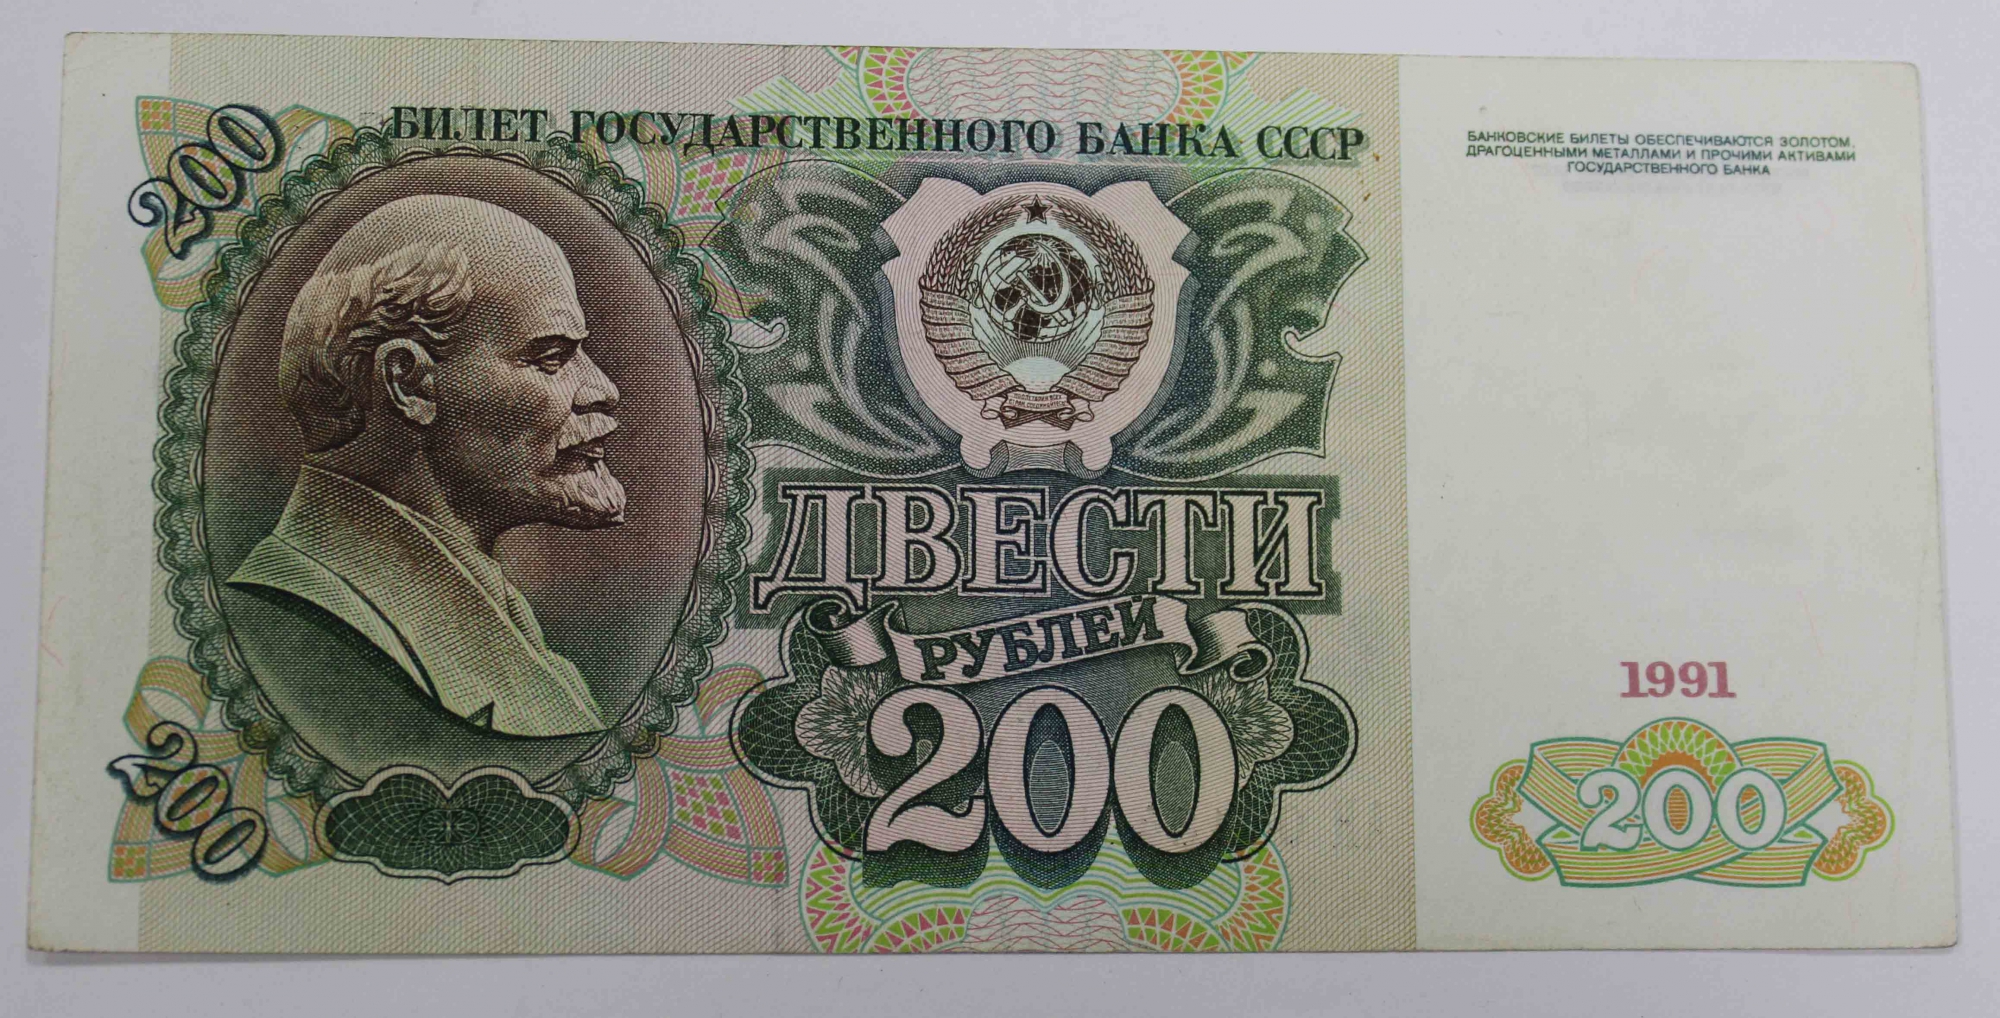 БИЛЕТ ГОСУДАРСТВЕННОГО БАНКА СССР
200
БАНКОВСКИЕ БИЛЕТЫ ОБЕСПЕЧИВАЮТСЯ ЗОЛОТОМ,
ДРАГОЦЕННЫМИ МЕТАЛЛАМИ И ПРОЧИМИ АКТИВАМИ
ГОСУДАРСТВЕННОГО БАНКА
ДВЕСТИ
РУБЛЕЙ
200
200
1991
200